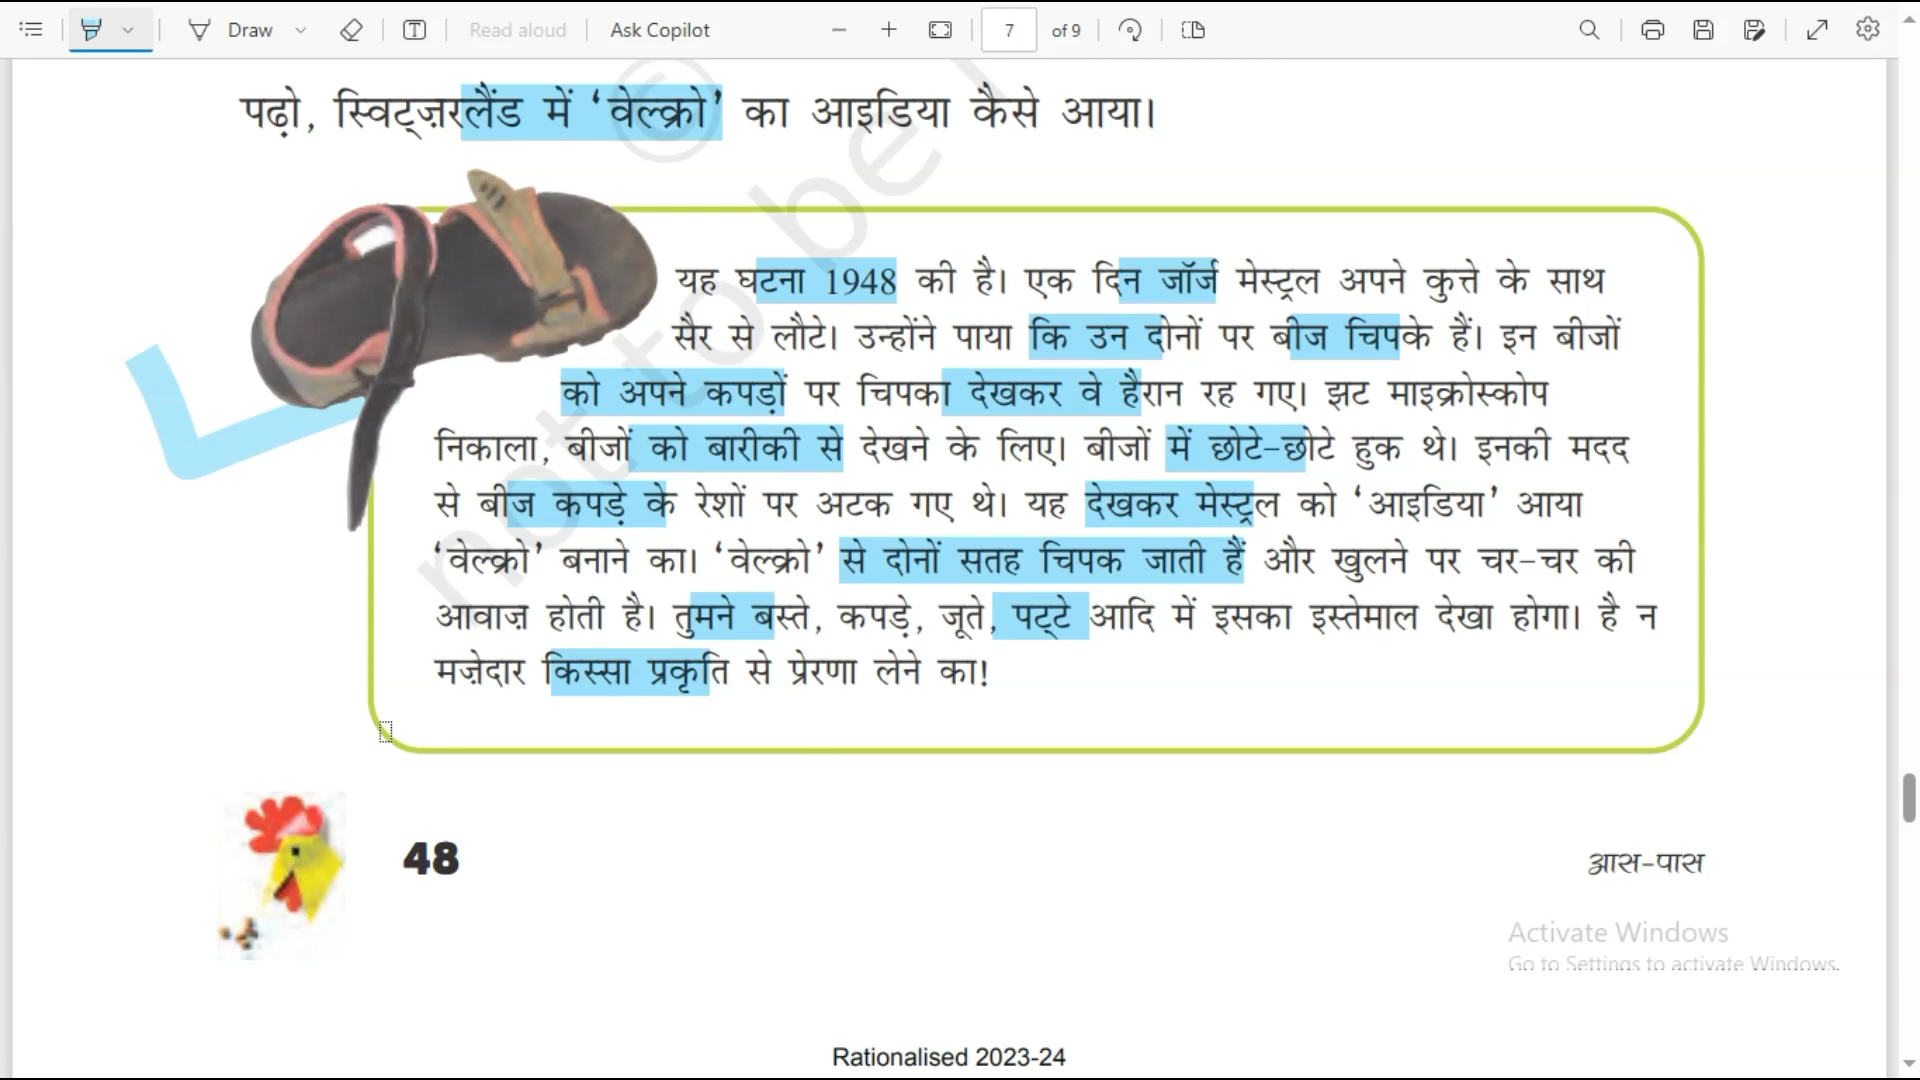 Draw
Read aloud
Ask Copilot
7
of 9
पढ़ो, स्विट्ज़रलैंड में ‘वेल्क्रो’ का आइडिया कैसे आया।
यह घटना 1948 की है। एक दिन जॉर्ज मेस्ट्रल अपने कुत्ते के साथ
सैर से लौटे। उन्होंने पाया कि उन दोनों पर बीज चिपके हैं। इन बीजों
को अपने कपड़ों पर चिपका देखकर वे हैरान रह गए। झट माइक्रोस्कोप
निकाला, बीजों को बारीकी से देखने के लिए। बीजों में छोटे-छोटे हुक थे। इनकी मदद
से बीज कपड़े के रेशों पर अटक गए थे। यह देखकर मेस्ट्रल को ‘आइडिया’ आया
‘वेल्क्रो’ बनाने का। ‘वेल्क्रो’ से दोनों सतह चिपक जाती हैं और खुलने पर चर-चर की
आवाज़ होती है। तुमने बस्ते, कपड़े, जूते, पट्टे आदि में इसका इस्तेमाल देखा होगा। है न
मज़ेदार किस्सा प्रकृति से प्रेरणा लेने का!
© not to be
48
आस-पास
Activate Windows
Go to Settings to activate Windows.
Rationalised 2023-24